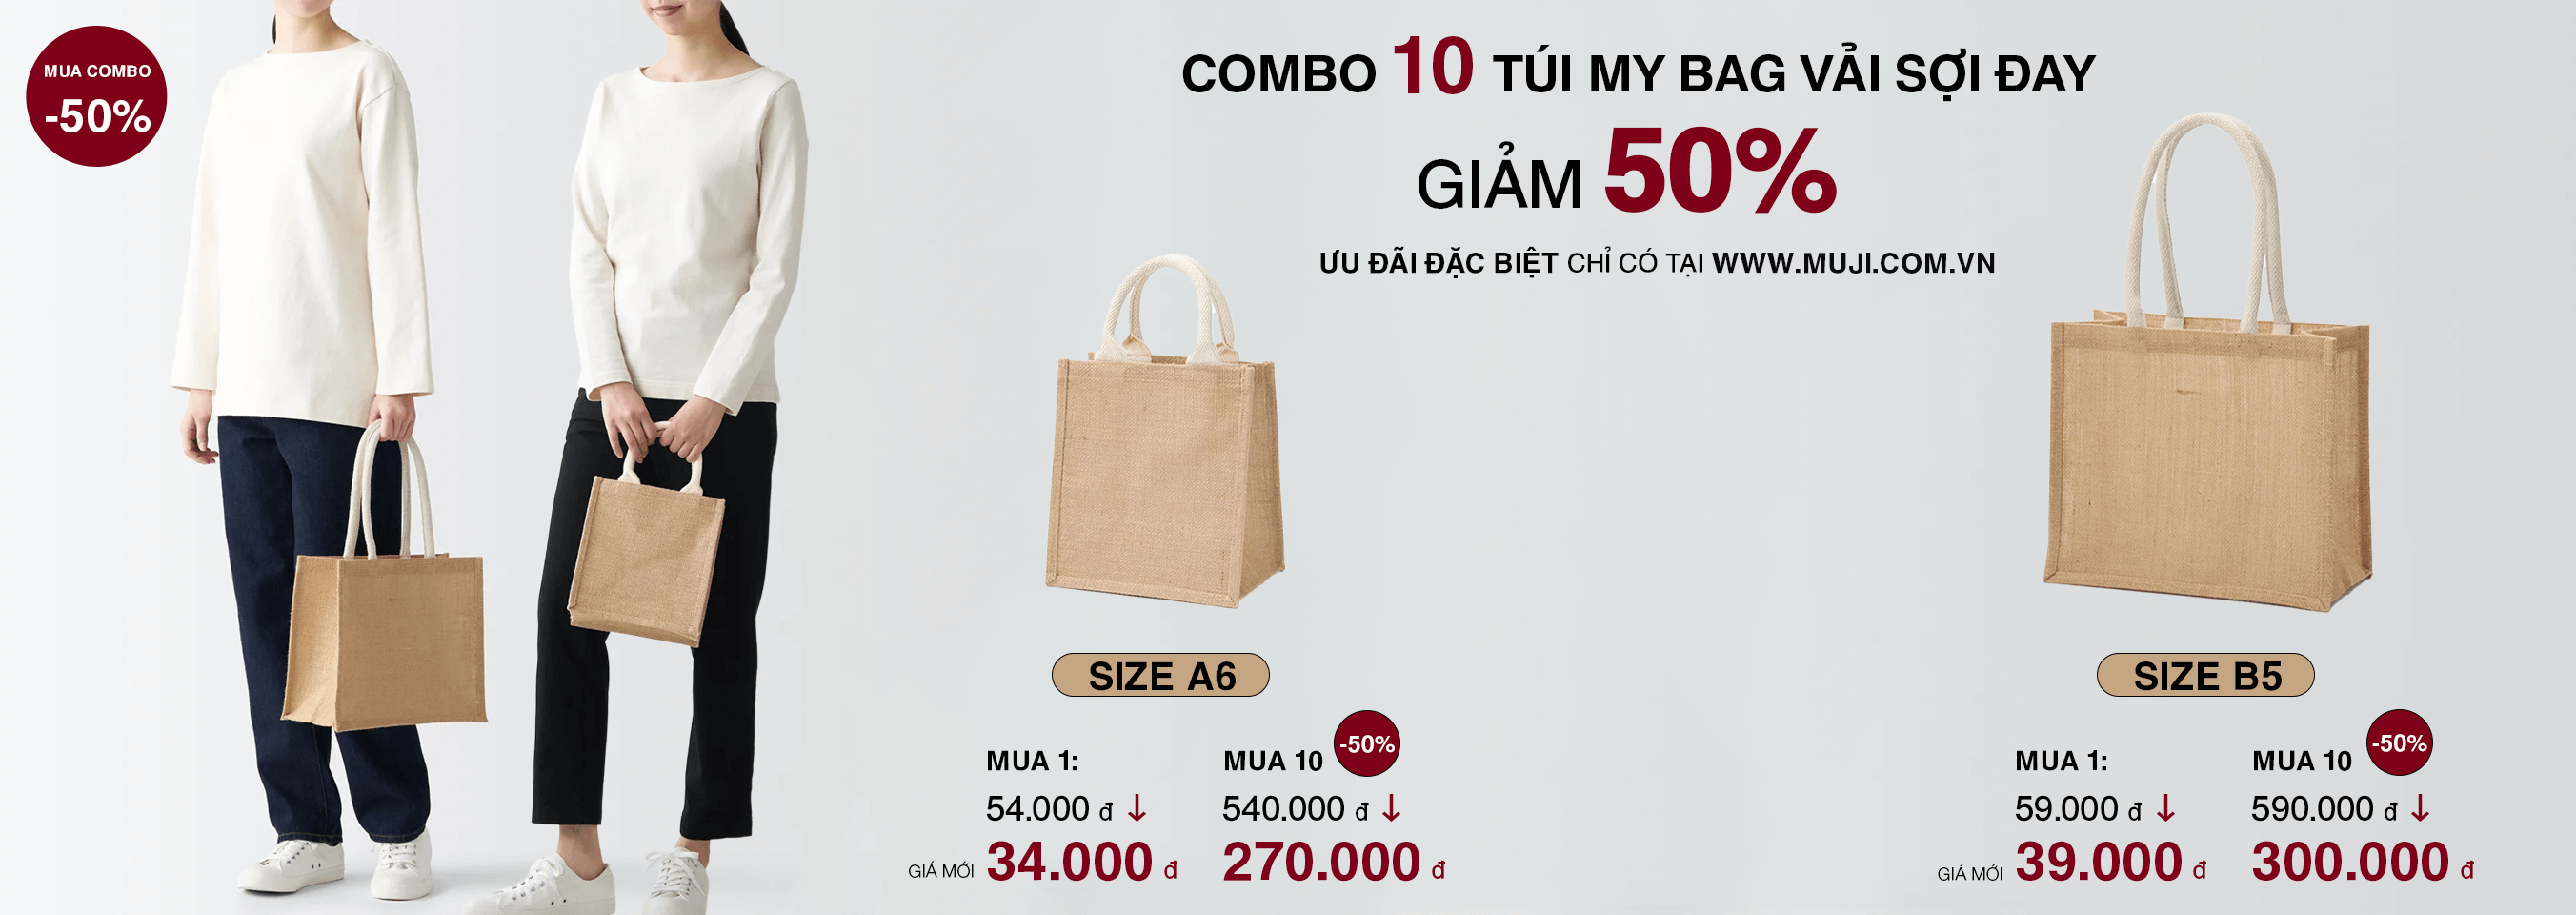 MUA COMBO
-50%
COMBO 10 TÚI MY BAG VẢI SỢI ĐAY
GIẢM 50%
ƯU ĐÃI ĐẶC BIỆT CHỈ CÓ TẠI WWW.MUJI.COM.VN
SIZE A6
MUA 1:
54.000 đ ↓
GIÁ MỚI 34.000 đ
MUA 10 -50%
540.000 đ ↓
270.000 đ
SIZE B5
MUA 1:
59.000 đ ↓
GIÁ MỚI 39.000 đ
MUA 10 -50%
590.000 đ ↓
300.000 đ